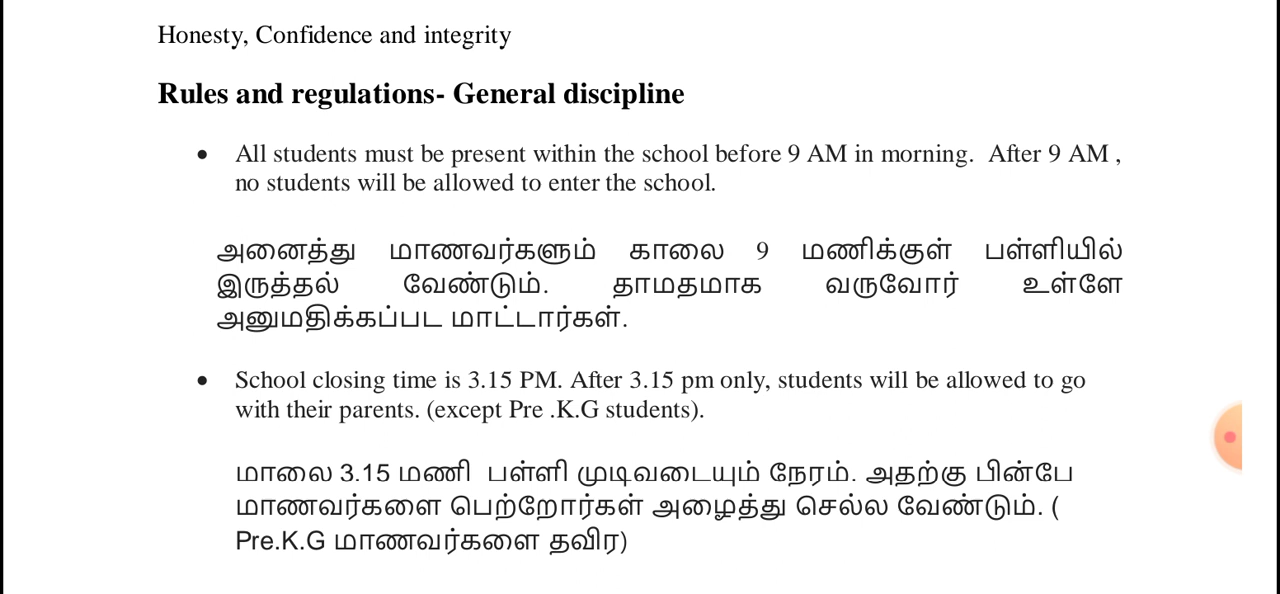 Honesty, Confidence and integrity
Rules and regulations- General discipline
• All students must be present within the school before 9 AM in morning.  After 9 AM ,
no students will be allowed to enter the school.
அனைத்து மாணவர்களும் காலை 9 மணிக்குள் பள்ளியில்
இருத்தல் வேண்டும். தாமதமாக வருவோர் உள்ளே
அனுமதிக்கப்பட மாட்டார்கள்.
• School closing time is 3.15 PM. After 3.15 pm only, students will be allowed to go
with their parents. (except Pre .K.G students).
மாலை 3.15 மணி  பள்ளி முடிவடையும் நேரம். அதற்கு பின்பே
மாணவர்களை பெற்றோர்கள் அழைத்து செல்ல வேண்டும். (
Pre.K.G மாணவர்களை தவிர)